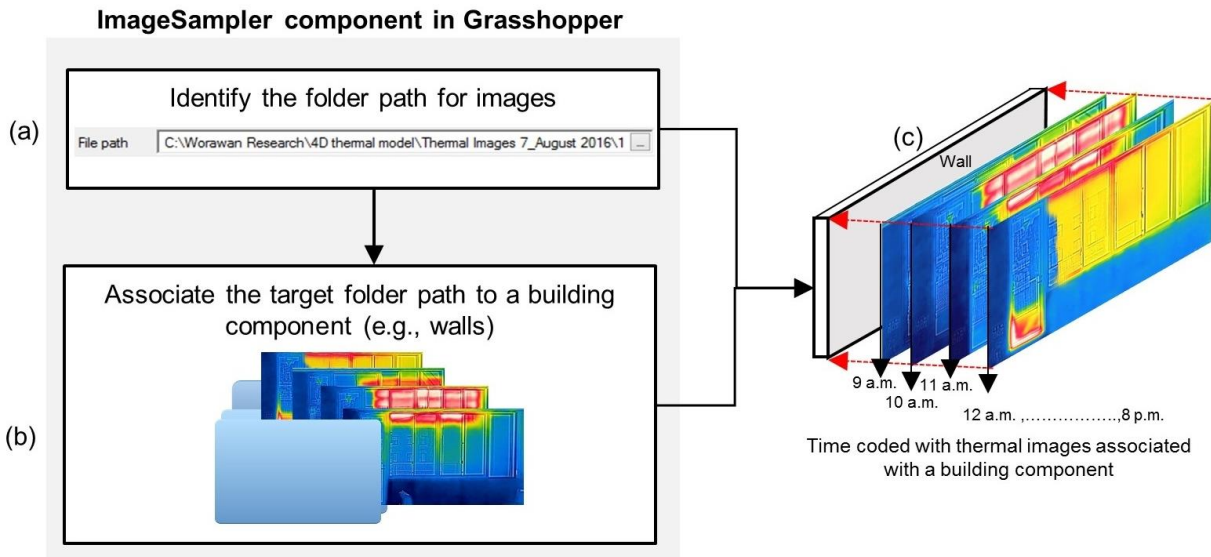 ImageSampler component in Grasshopper
(a)
Identify the folder path for images
File path C:\Worawan Research\4D thermal model\Thermal Images 7_August 2016\1 ...
Associate the target folder path to a building
component (e.g., walls)
(b)
(c)
Wall
9 a.m.
10 a.m.
11 a.m.
12 a.m. ,................,8 p.m.
Time coded with thermal images associated
with a building component